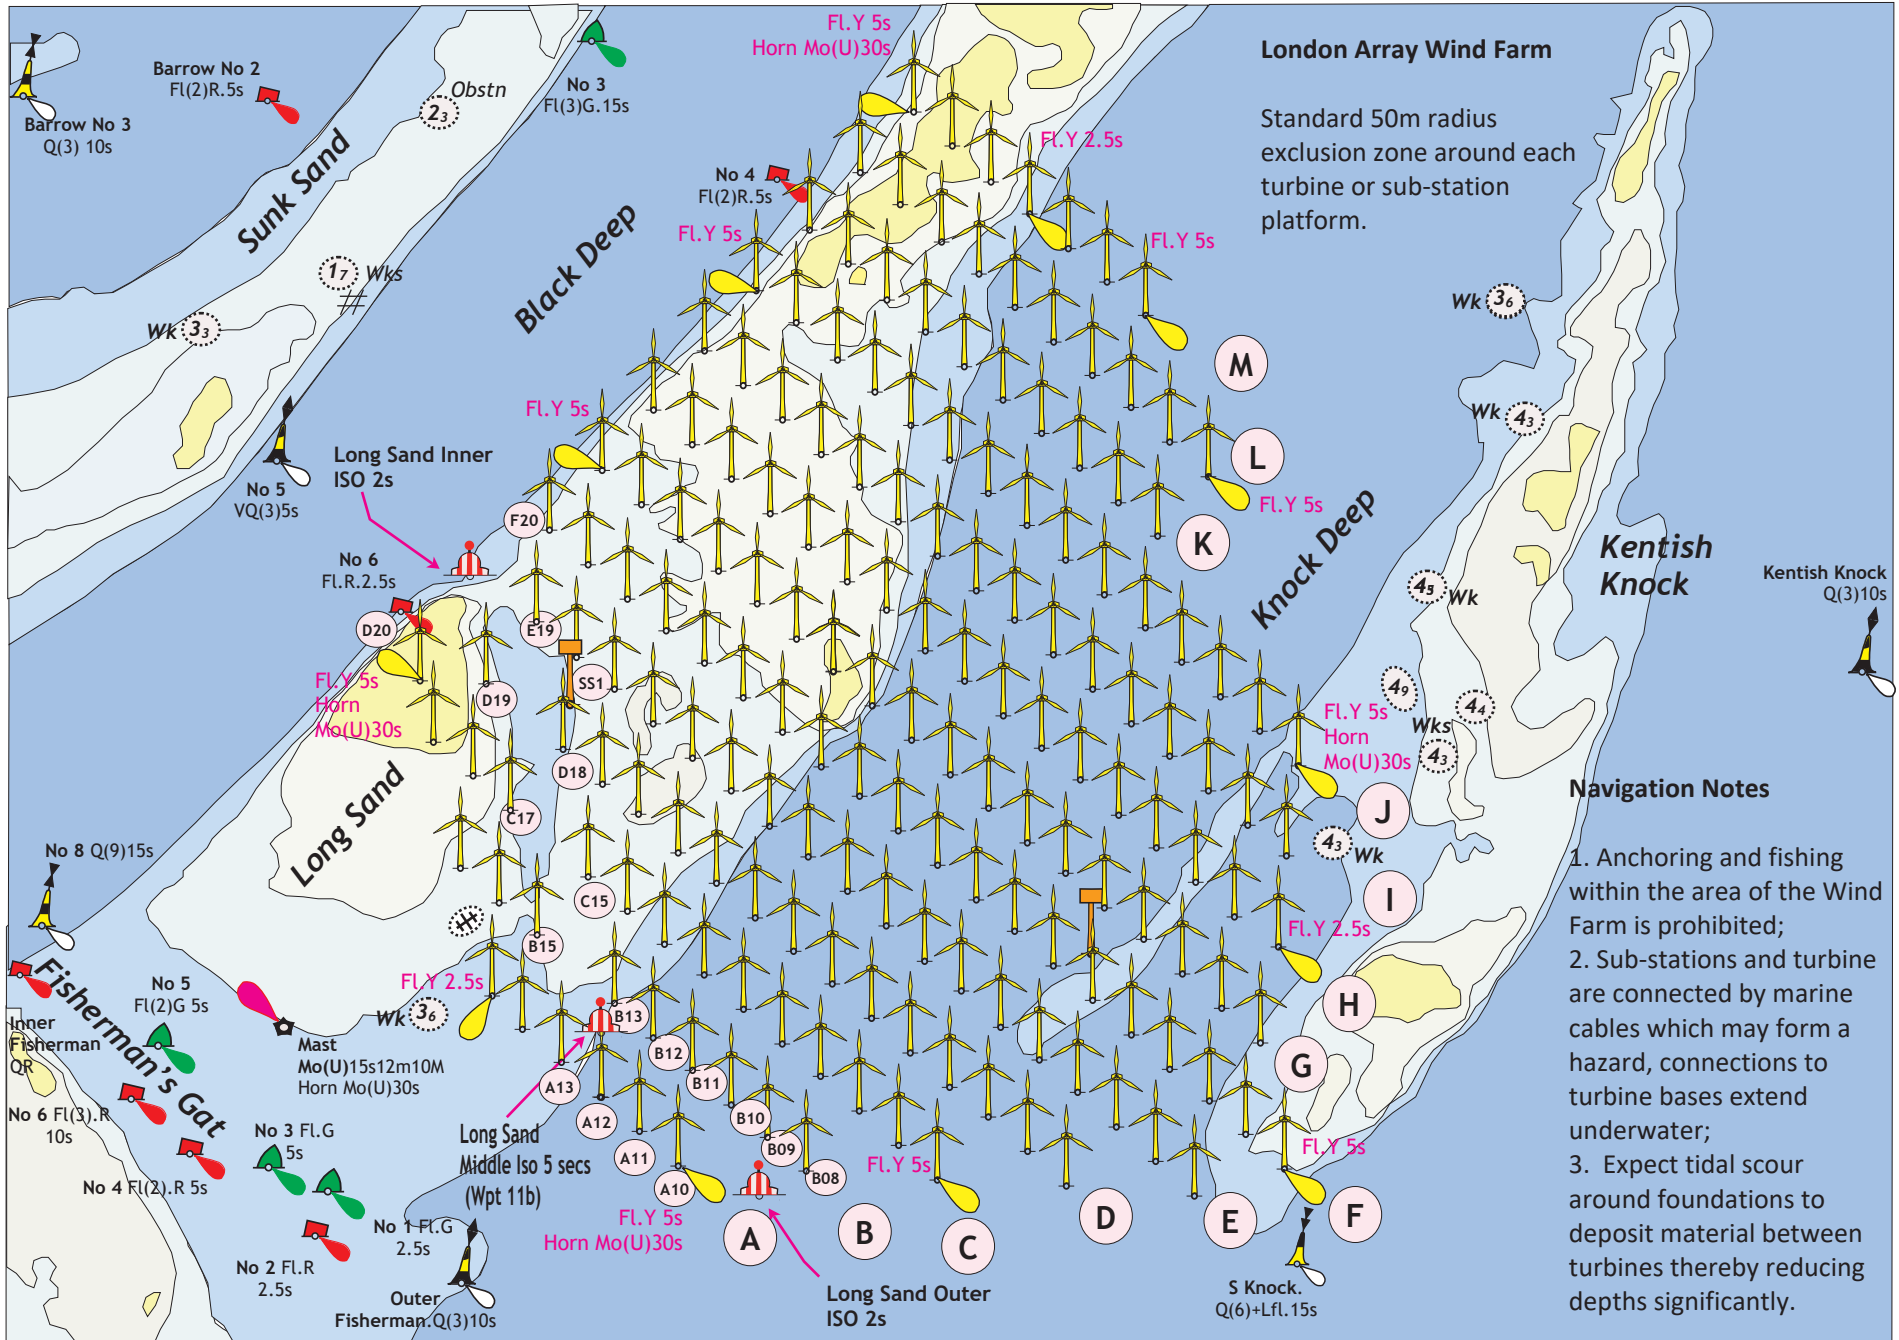 Fl.Y 5s
Horn Mo(U)30s
London Array Wind Farm
Standard 50m radius
exclusion zone around each
turbine or sub-station
platform.
Barrow No 3
Q(3) 10s
Barrow No 2
Fl(2)R.5s
2₃
Obstn
No 3
Fl(3)G.15s
Sunk Sand
Black Deep
No 4
Fl(2)R.5s
Fl.Y 2.5s
Fl.Y 5s
Fl.Y 5s
1₇ Wks
Wk 3₃
Wk 3₆
M
Fl.Y 5s
Wk 4₃
Long Sand Inner
ISO 2s
L
No 5
VQ(3)5s
Fl.Y 5s
F20
K
Knock Deep
Kentish
Knock
No 6
Fl.R.2.5s
Wk
Kentish Knock
Q(3)10s
D20
E19
Fl.Y 5s
Horn
Mo(U)30s
D19
SS1
4₉
4₄
Wks
4₃
Fl.Y 5s
Horn
Mo(U)30s
D18
Long Sand
C17
J
4₃ Wk
Navigation Notes
1. Anchoring and fishing
within the area of the Wind
Farm is prohibited;
2. Sub-stations and turbine
are connected by marine
cables which may form a
hazard, connections to
turbine bases extend
underwater;
3. Expect tidal scour
around foundations to
deposit material between
turbines thereby reducing
depths significantly.
No 8 Q(9)15s
C15
I
B15
Fl.Y 2.5s
Fl.Y 2.5s
Wk 3₆
H
Fisherman's Gat
No 5
Fl(2)G 5s
Inner
Fisherman
QR
Mast
Mo(U)15s12m10M
Horn Mo(U)30s
B13
B12
B11
G
A13
A12
B10
B09
B08
A11
A10
No 6 Fl(3).R
10s
No 3 Fl.G
5s
Long Sand
Middle Iso 5 secs
(Wpt 11b)
No 4 Fl(2).R 5s
Fl.Y 5s
Fl.Y 5s
Fl.Y 5s
Horn Mo(U)30s
A
B
C
D
E
F
No 1 Fl.G
2.5s
No 2 Fl.R
2.5s
Outer
Fisherman.Q(3)10s
Long Sand Outer
ISO 2s
S Knock.
Q(6)+Lfl.15s